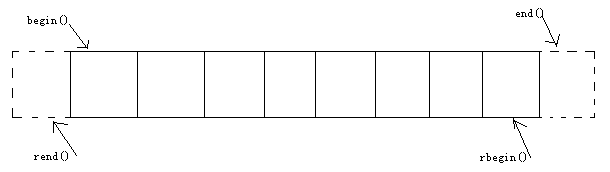 begin()
end()
rend()
rbegin()